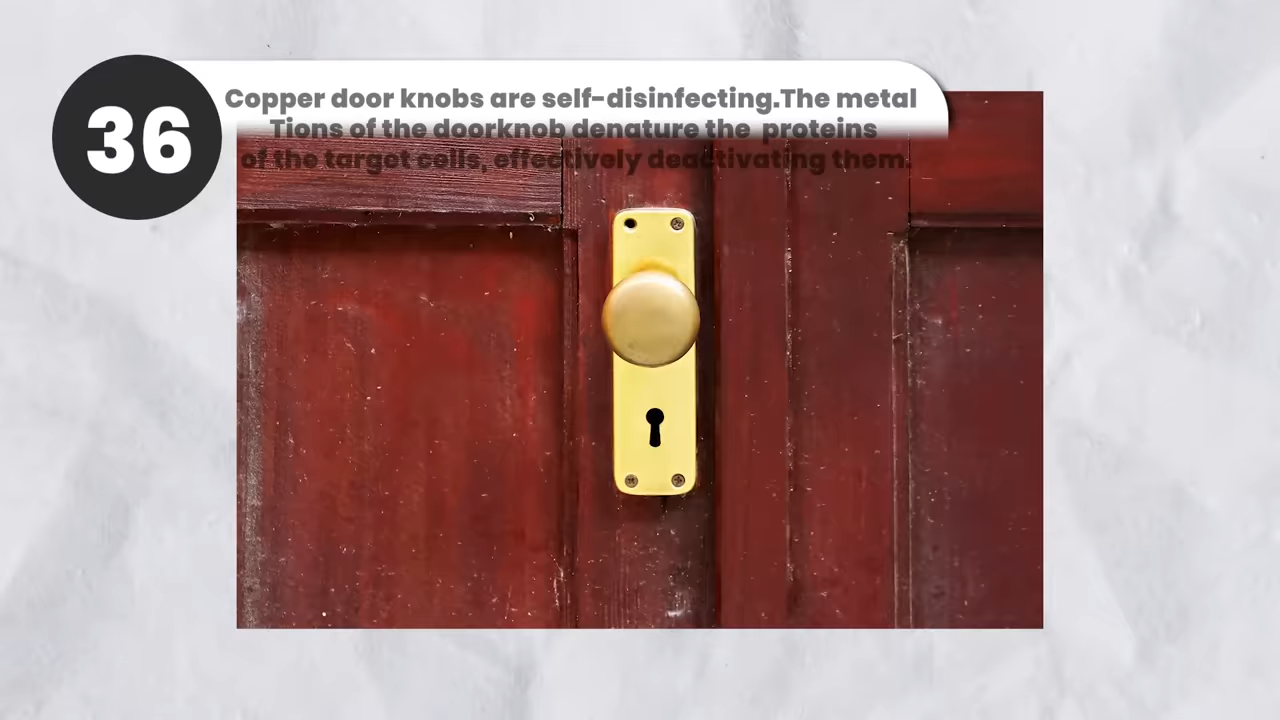 36
Copper door knobs are self-disinfecting.The metal
Tions of the doorknob denature the proteins
of the target cells, effectively deactivating them.